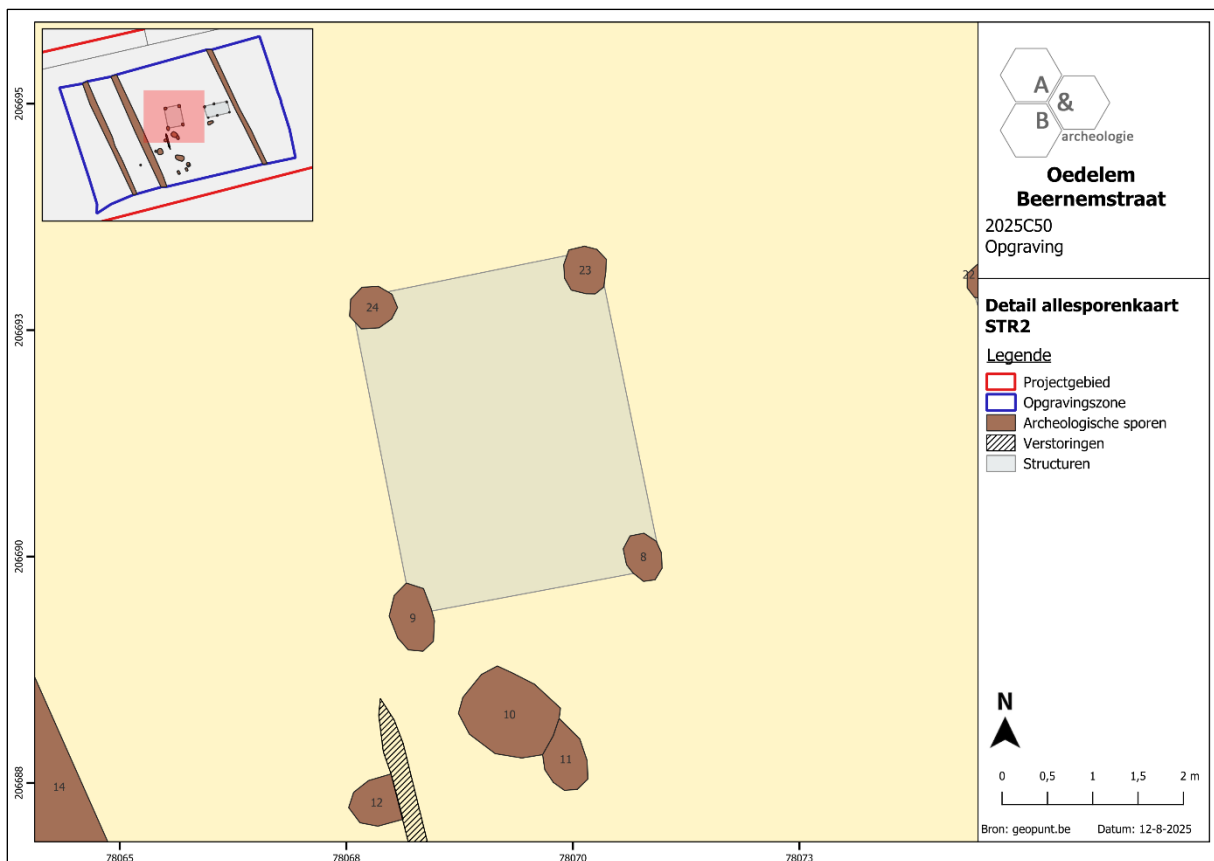 A
&
B
archeologie
Oedelem
Beernemstraat
2025C50
Opgraving
Detail allesporenkaart
STR2
Legende
Projectgebied
Opgravingszone
Archeologische sporen
Verstoringen
Structuren
N
0 0,5 1 1,5 2 m
Bron: geopunt.be Datum: 12-8-2025
206695
206693
206690
206688
78065 78068 78070 78073
23
22
24
8
9
10
11
12
14